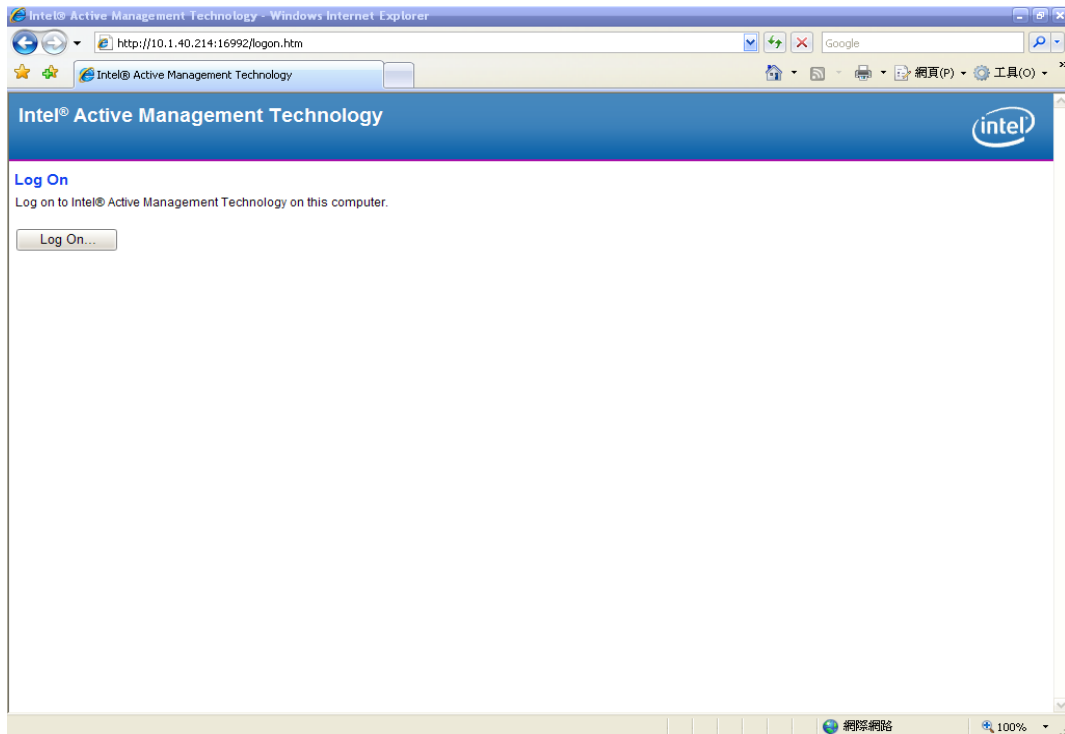 Intel® Active Management Technology - Windows Internet Explorer
http://10.1.40.214:16992/logon.htm
Google
Intel® Active Management Technology
網頁(P)
工具(O)
»
Intel® Active Management Technology
intel
Log On
Log on to Intel® Active Management Technology on this computer.
Log On...
網際網路
100%